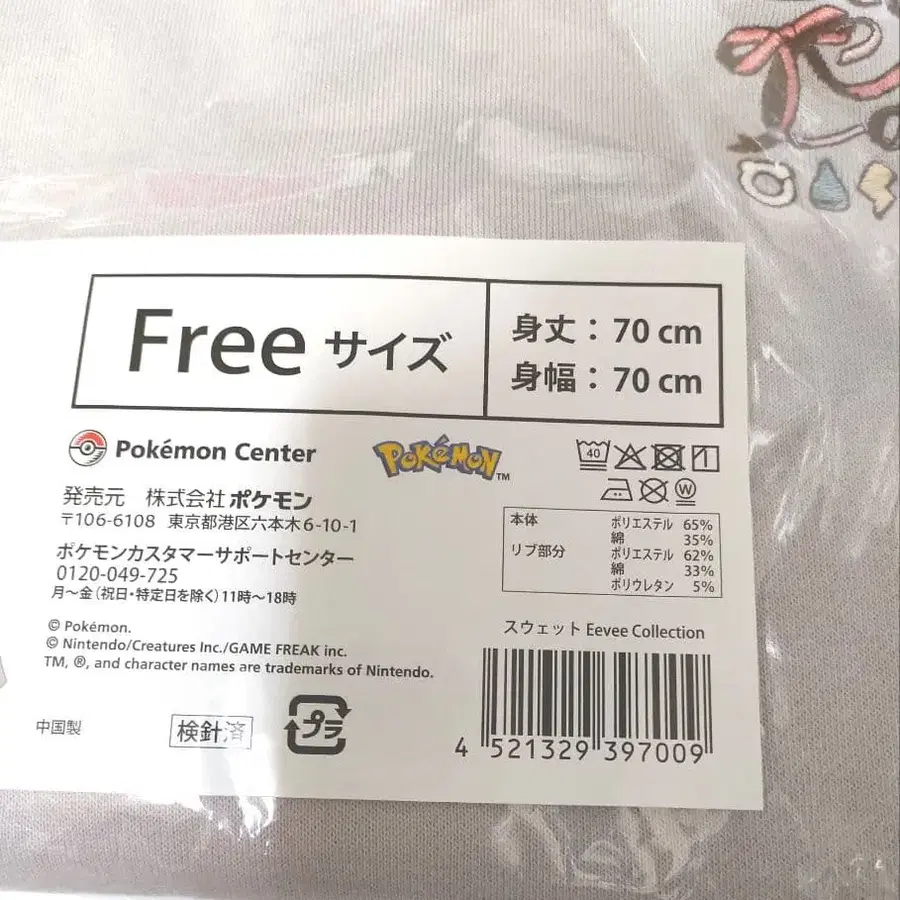 Free サイズ
身丈： 70 cm
身幅： 70 cm
Pokémon Center
POKéMON™
40
W
発売元 株式会社ポケモン
〒106-6108 東京都港区六本木6-10-1
ポケモンカスタマーサポートセンター
0120-049-725
月〜金（祝日・特定日を除く）11時〜18時
本体 ポリエステル 65%
綿 35%
リブ部分 ポリエステル 62%
綿 33%
ポリウレタン 5%
© Pokémon.
© Nintendo/Creatures Inc./GAME FREAK inc.
TM, ®, and character names are trademarks of Nintendo.
スウェット Eevee Collection
中国製
検針済
プラ
4 521329 397009